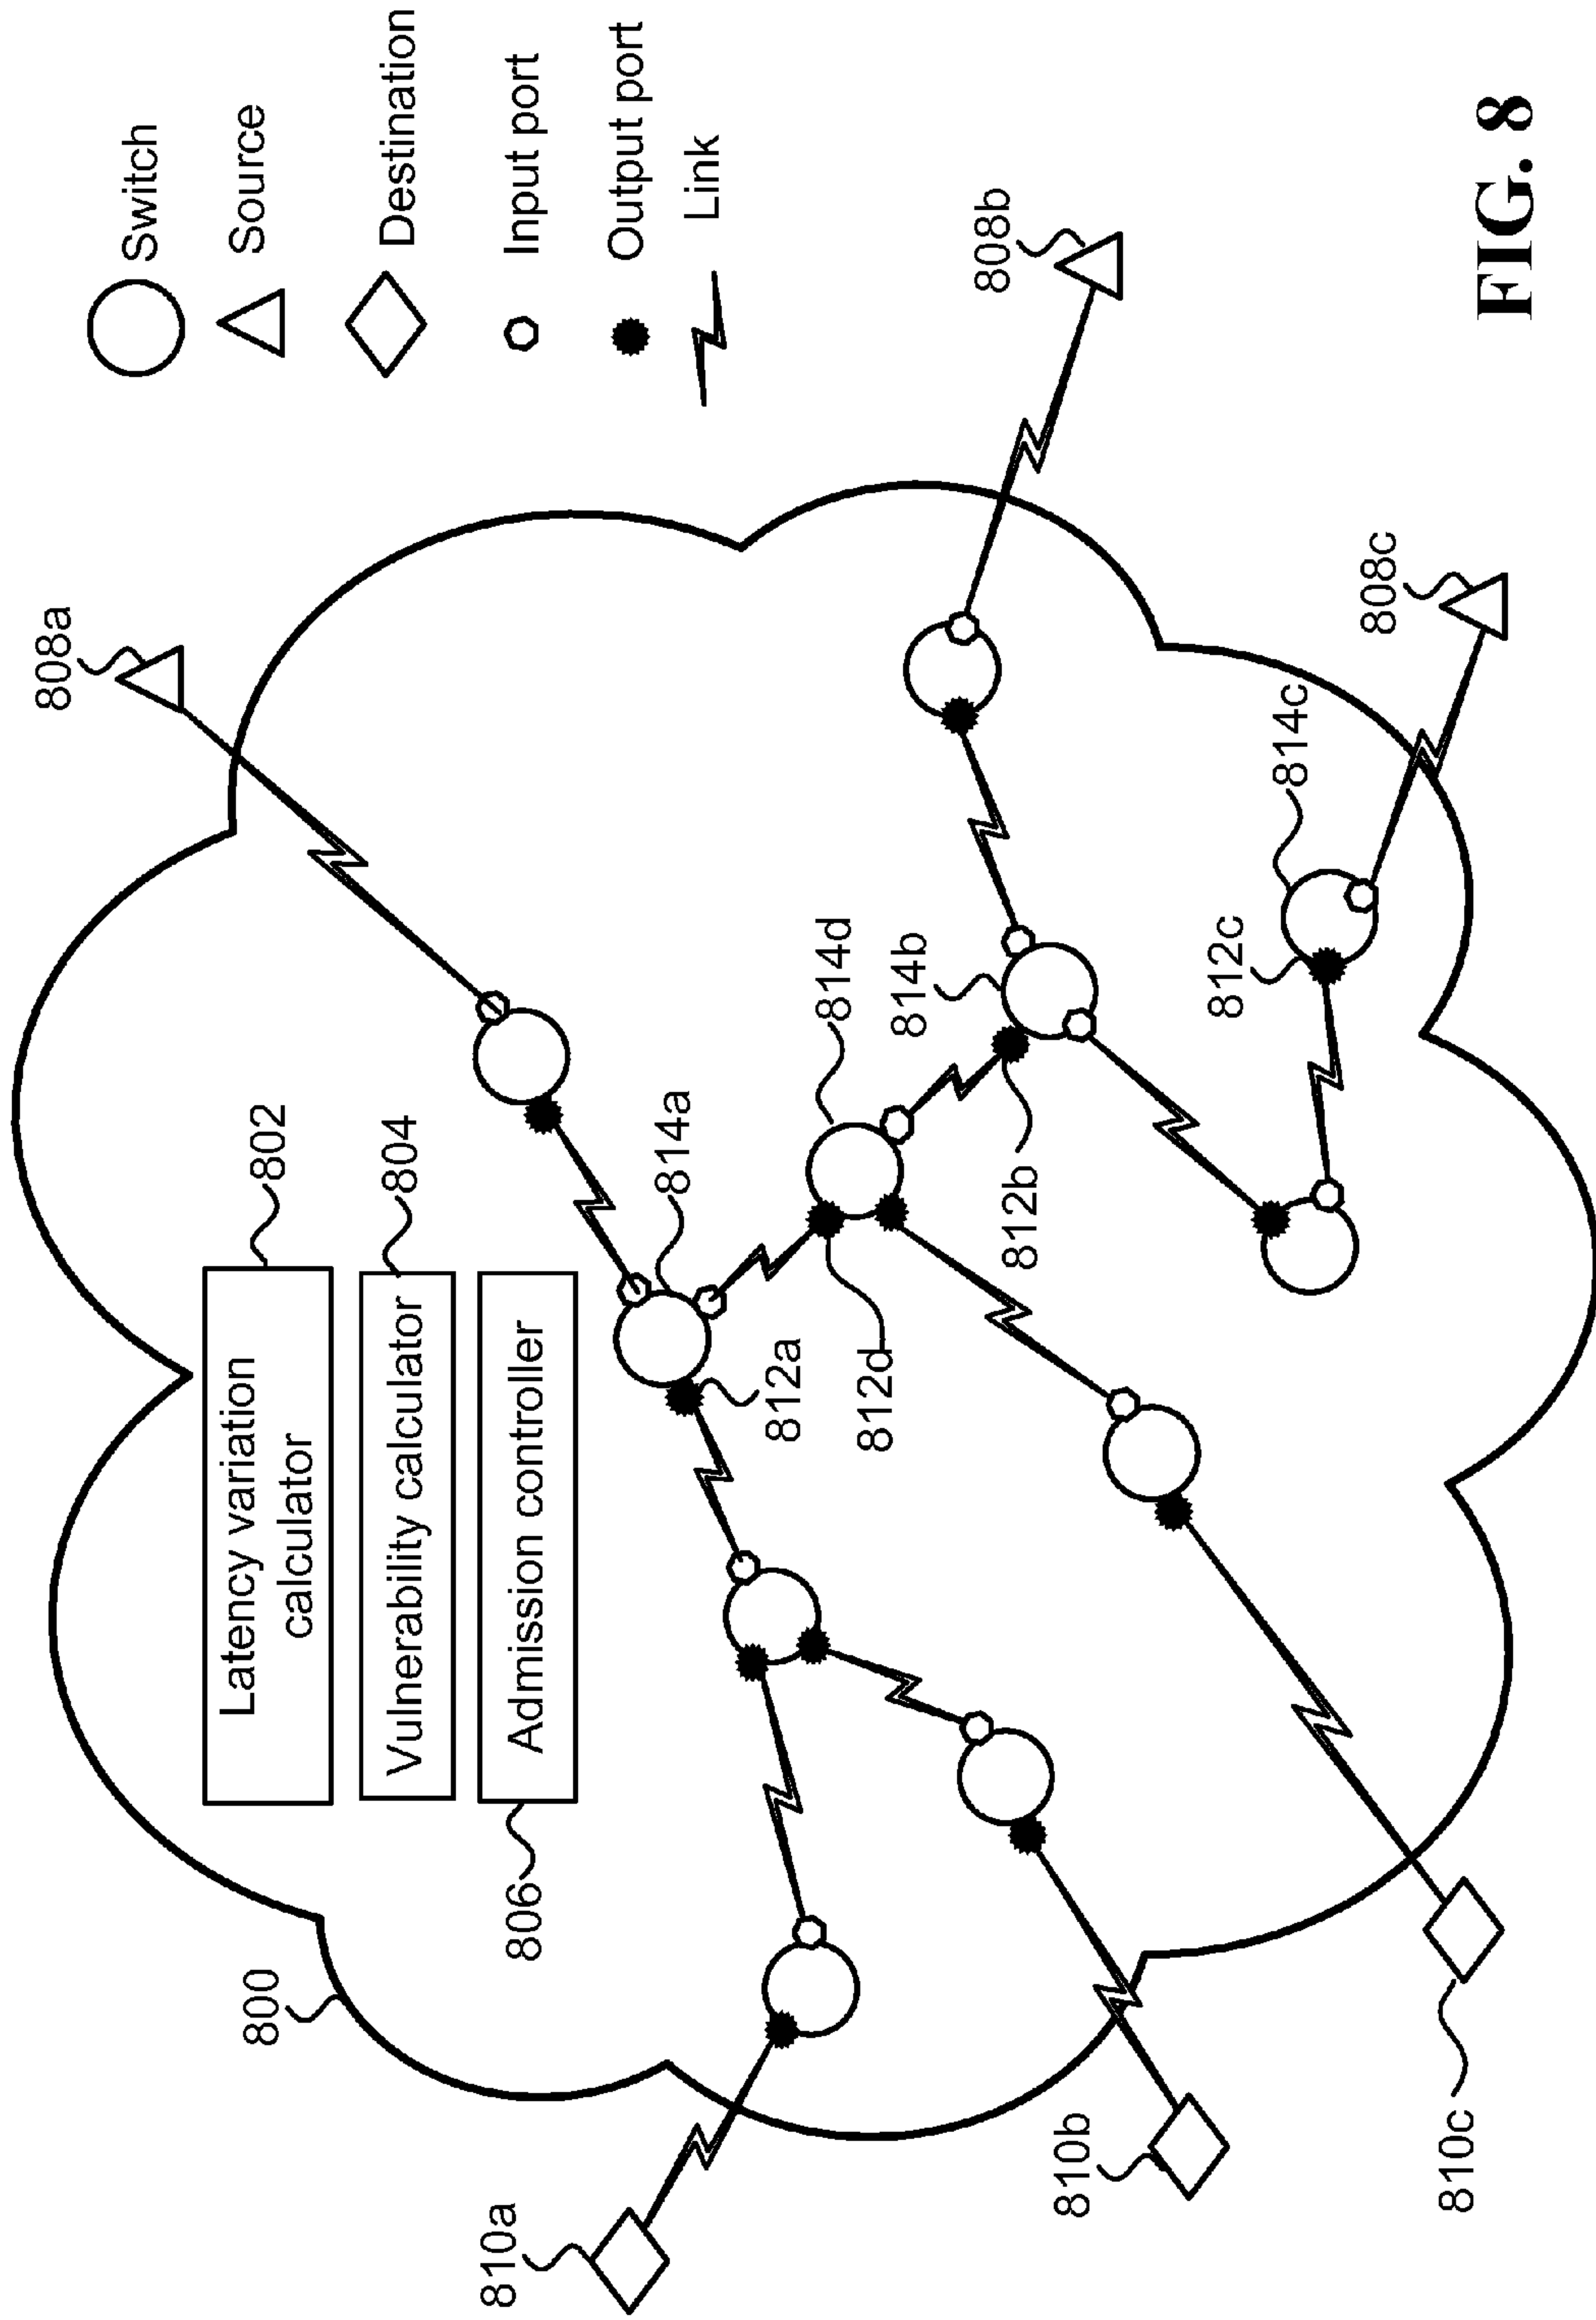 800
Latency variation
calculator
802
Vulnerability calculator
804
Admission controller
806
808a
808b
808c
810a
810b
810c
812a
812b
812c
812d
814a
814b
814c
814d
Switch
Source
Destination
Input port
Output port
Link
FIG. 8